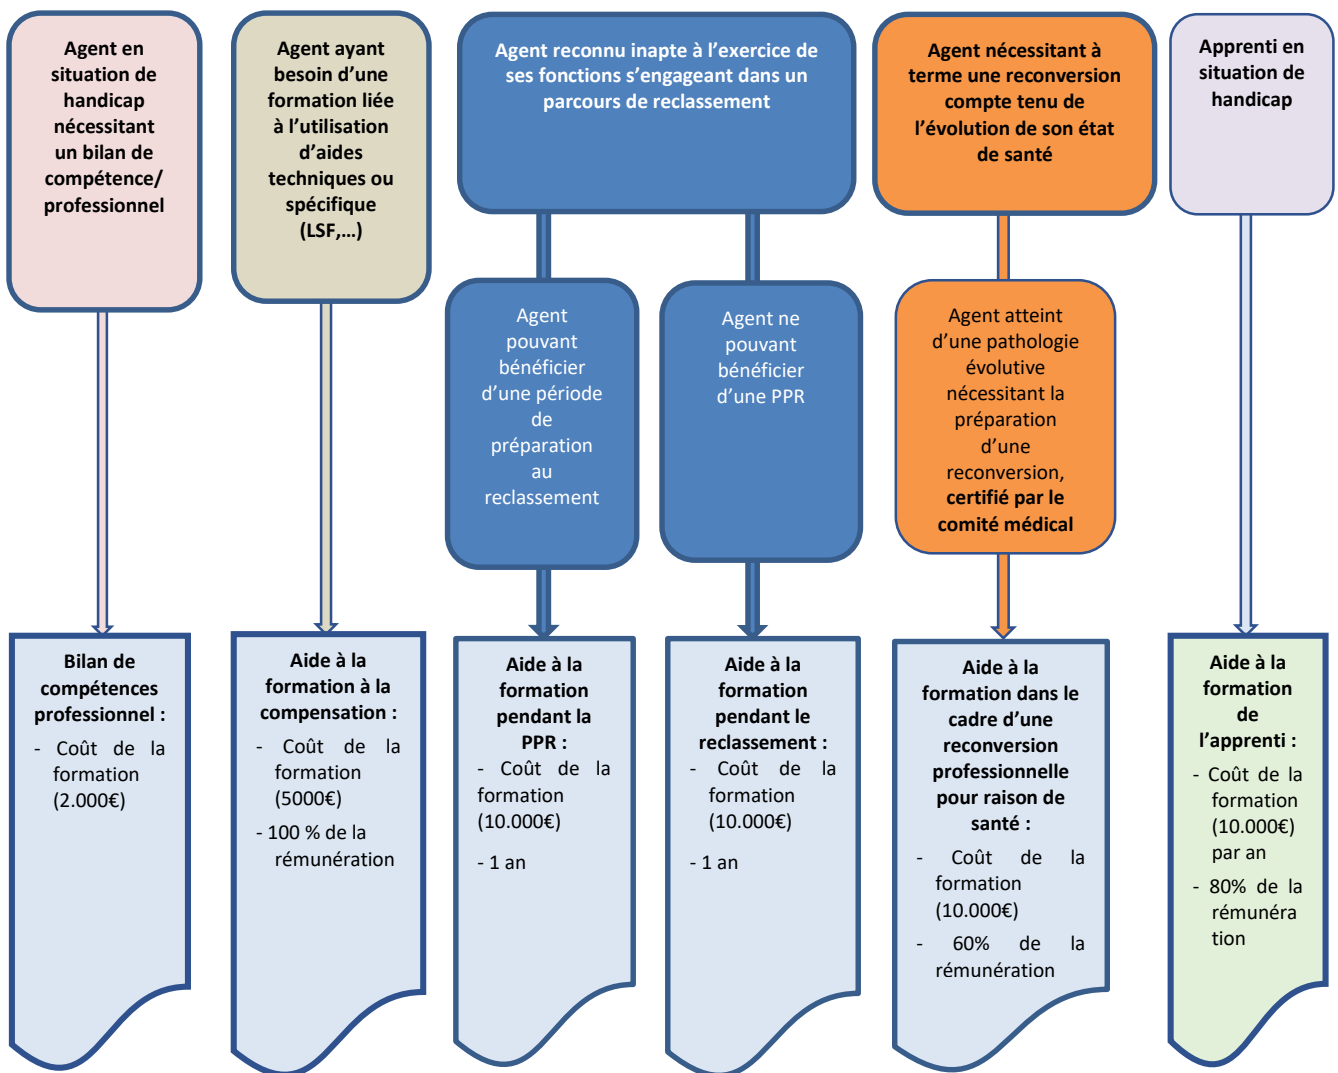 Agent en
situation de
handicap
nécessitant
un bilan de
compétence/
professionnel
Agent ayant
besoin d’une
formation liée
à l’utilisation
d’aides
techniques ou
spécifique
(LSF,…)
Agent reconnu inapte à l’exercice de
ses fonctions s’engageant dans un
parcours de reclassement
Agent nécessitant à
terme une reconversion
compte tenu de
l’évolution de son état
de santé
Apprenti en
situation de
handicap
Agent
pouvant
bénéficier
d’une période
de
préparation
au
reclassement
Agent ne
pouvant
bénéficier
d’une PPR
Agent atteint
d’une pathologie
évolutive
nécessitant la
préparation
d’une
reconversion,
certifié par le
comité médical
Bilan de
compétences
professionnel :
- Coût de la
formation
(2.000€)
Aide à la
formation à la
compensation :
- Coût de la
formation
(5000€)
- 100 % de la
rémunération
Aide à la
formation
pendant la
PPR :
- Coût de la
formation
(10.000€)
- 1 an
Aide à la
formation
pendant le
reclassement :
- Coût de la
formation
(10.000€)
- 1 an
Aide à la
formation dans le
cadre d’une
reconversion
professionnelle
pour raison de
santé :
- Coût de la
formation
(10.000€)
- 60% de la
rémunération
Aide à la
formation
de
l’apprenti :
- Coût de la
formation
(10.000€)
par an
- 80% de la
rémunéra
tion